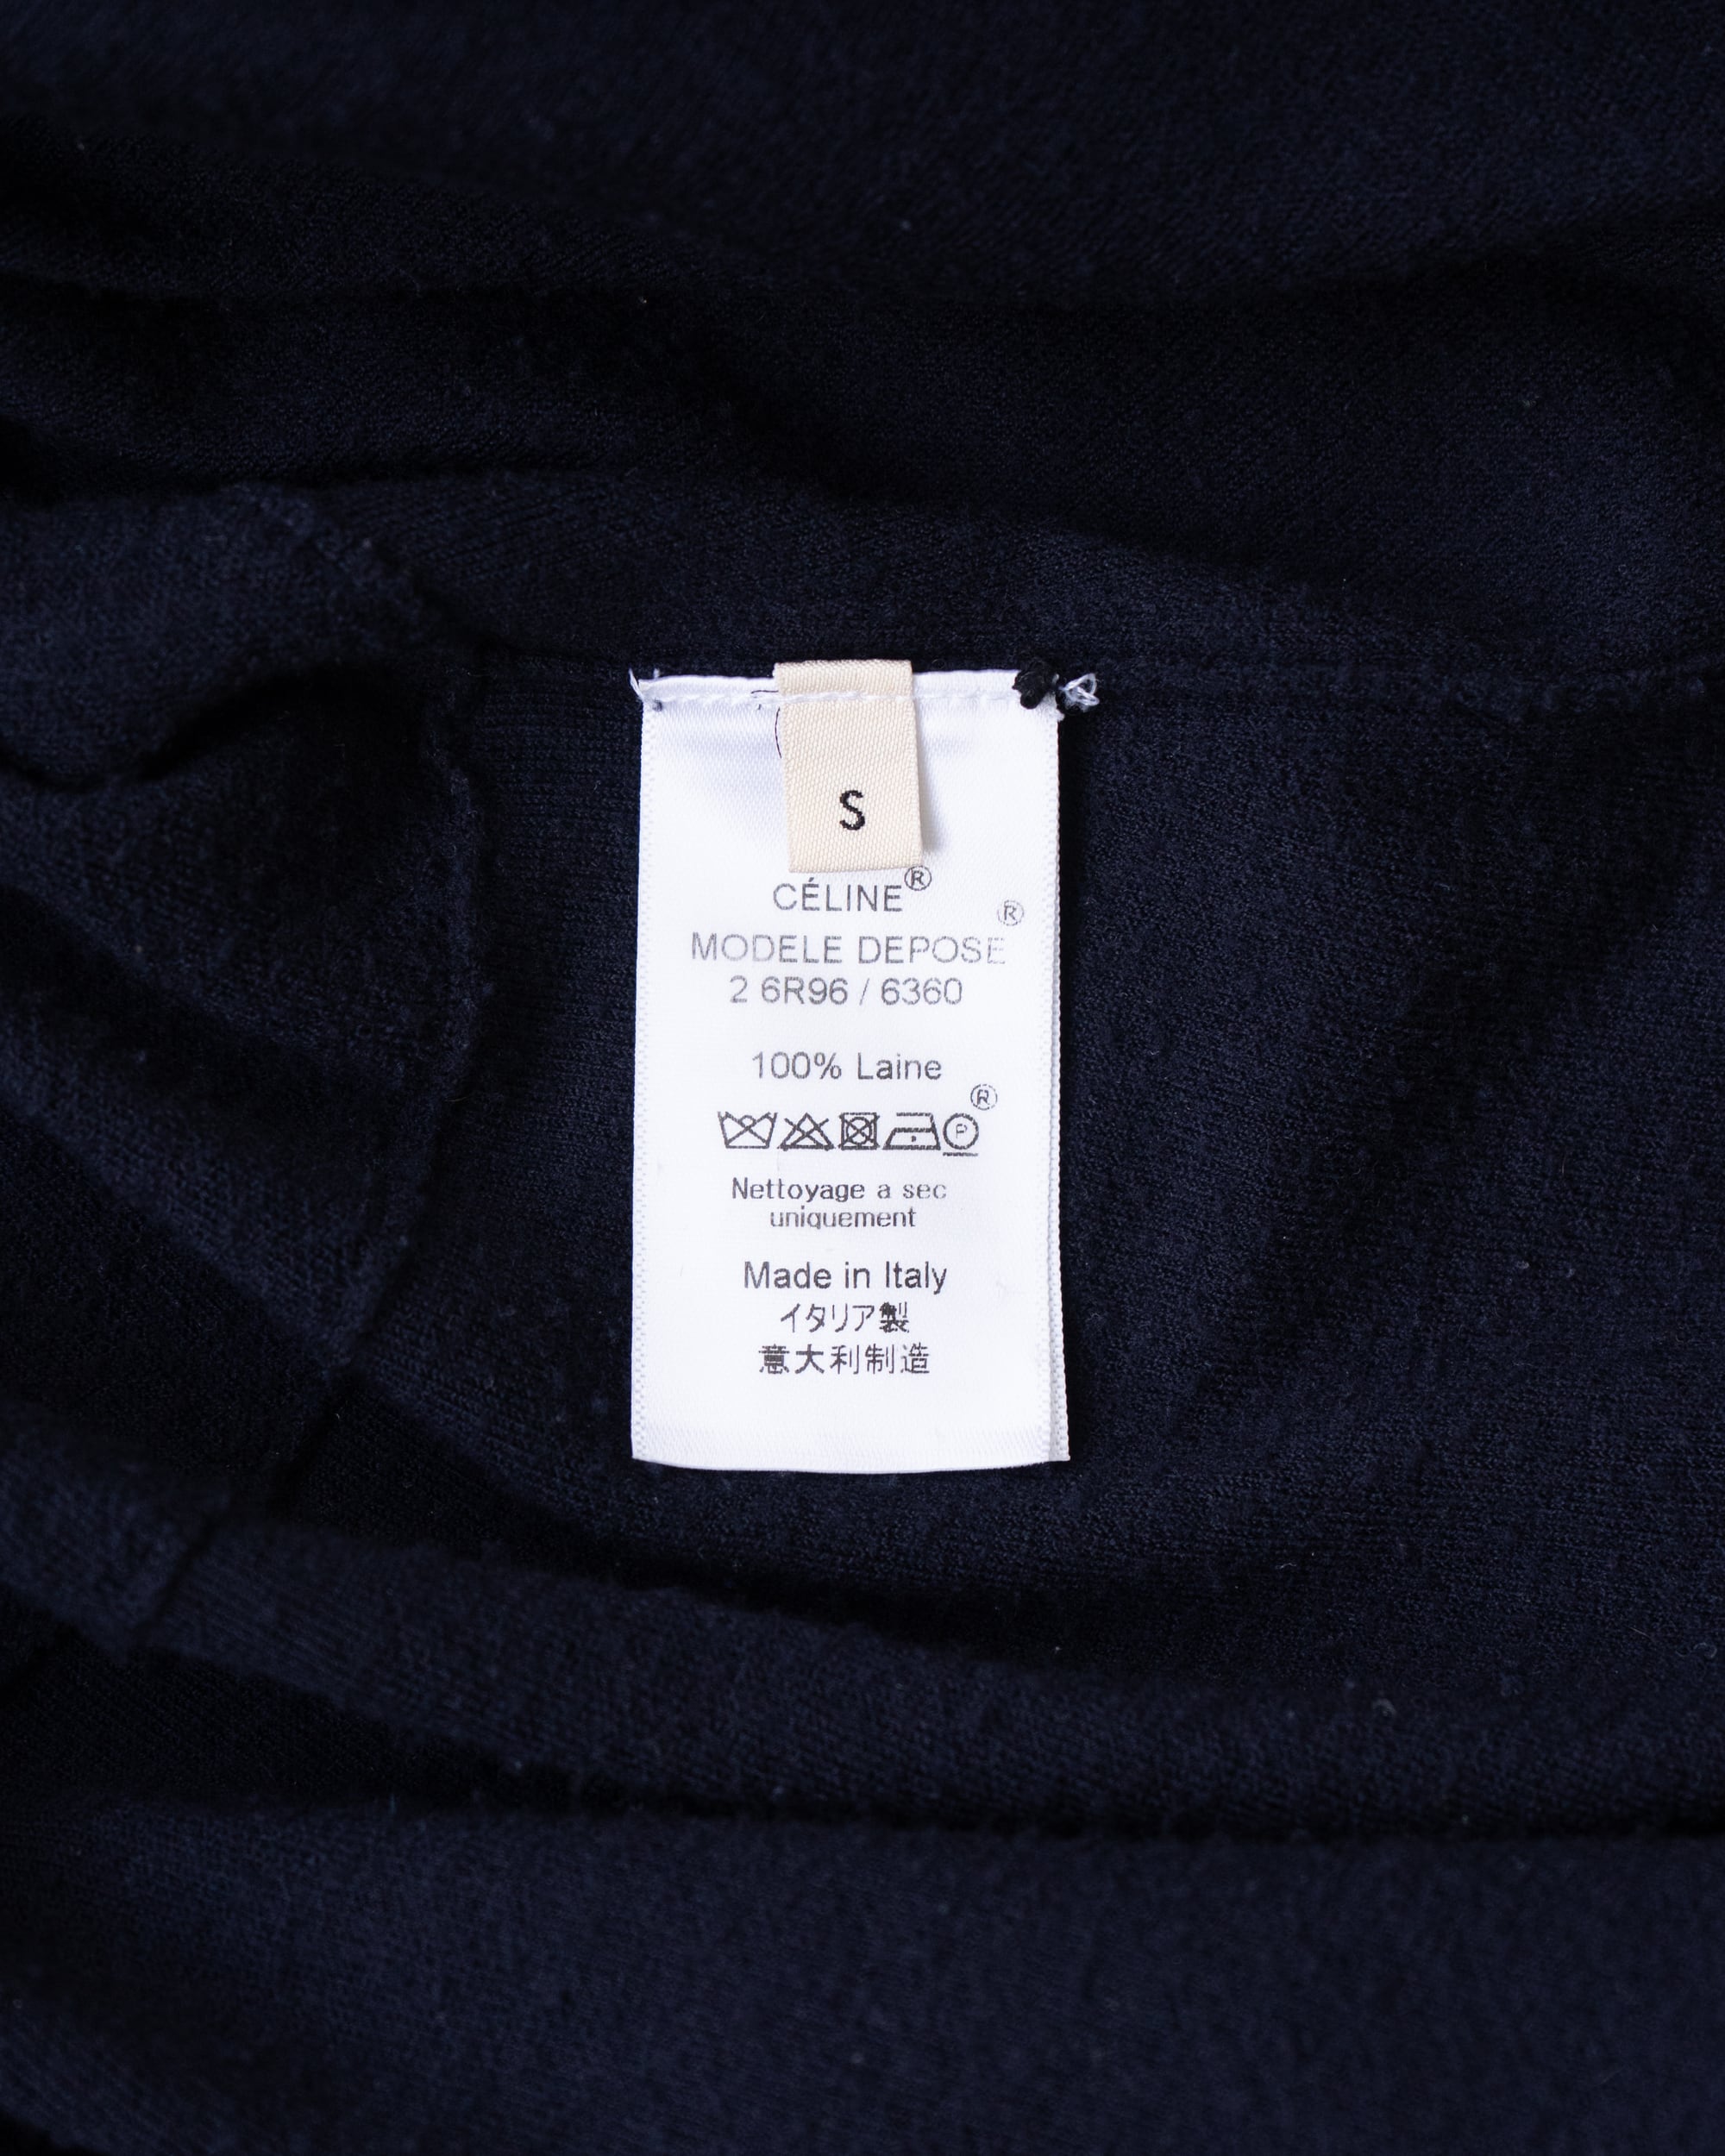 S
CÉLINE®
MODELE DEPOSE®
2 6R96 / 6360
100% Laine
P ®
Nettoyage a sec
uniquement
Made in Italy
イタリア製
意大利制造